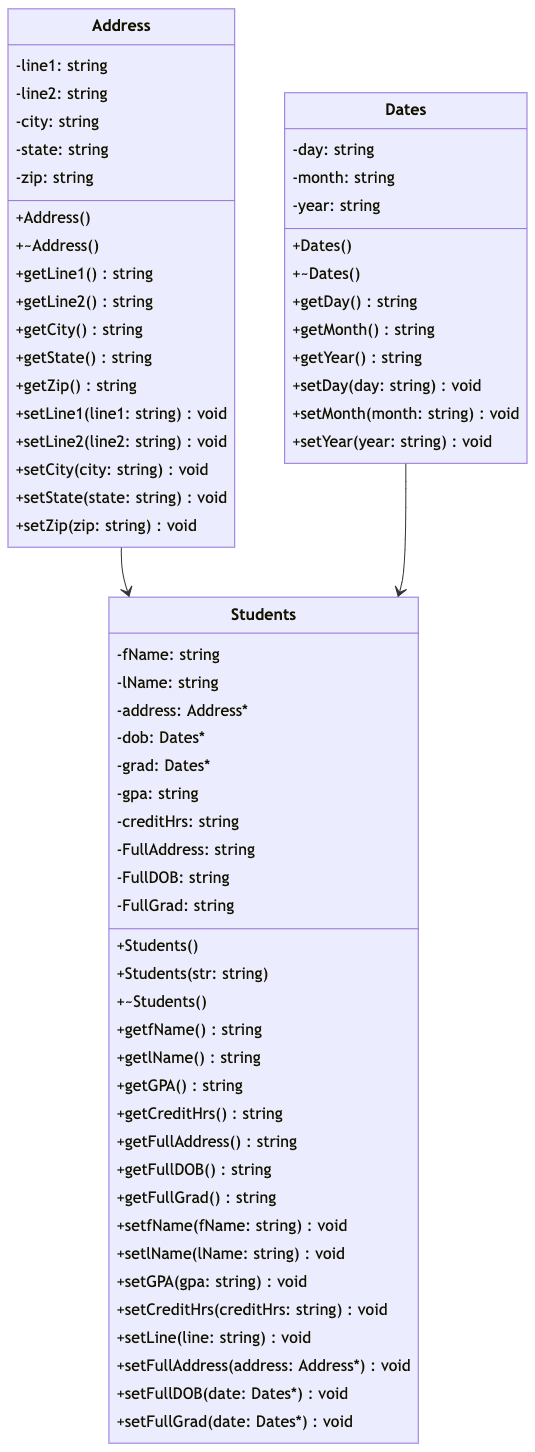 Address
-line1: string
-line2: string
-city: string
-state: string
-zip: string
+Address()
+~Address()
+getLine1() : string
+getLine2() : string
+getCity() : string
+getState() : string
+getZip() : string
+setLine1(line1: string) : void
+setLine2(line2: string) : void
+setCity(city: string) : void
+setState(state: string) : void
+setZip(zip: string) : void
Dates
-day: string
-month: string
-year: string
+Dates()
+~Dates()
+getDay() : string
+getMonth() : string
+getYear() : string
+setDay(day: string) : void
+setMonth(month: string) : void
+setYear(year: string) : void
Students
-fName: string
-lName: string
-address: Address*
-dob: Dates*
-grad: Dates*
-gpa: string
-creditHrs: string
-FullAddress: string
-FullDOB: string
-FullGrad: string
+Students()
+Students(str: string)
+~Students()
+getfName() : string
+getlName() : string
+getGPA() : string
+getCreditHrs() : string
+getFullAddress() : string
+getFullDOB() : string
+getFullGrad() : string
+setfName(fName: string) : void
+setlName(lName: string) : void
+setGPA(gpa: string) : void
+setCreditHrs(creditHrs: string) : void
+setLine(line: string) : void
+setFullAddress(address: Address*) : void
+setFullDOB(date: Dates*) : void
+setFullGrad(date: Dates*) : void